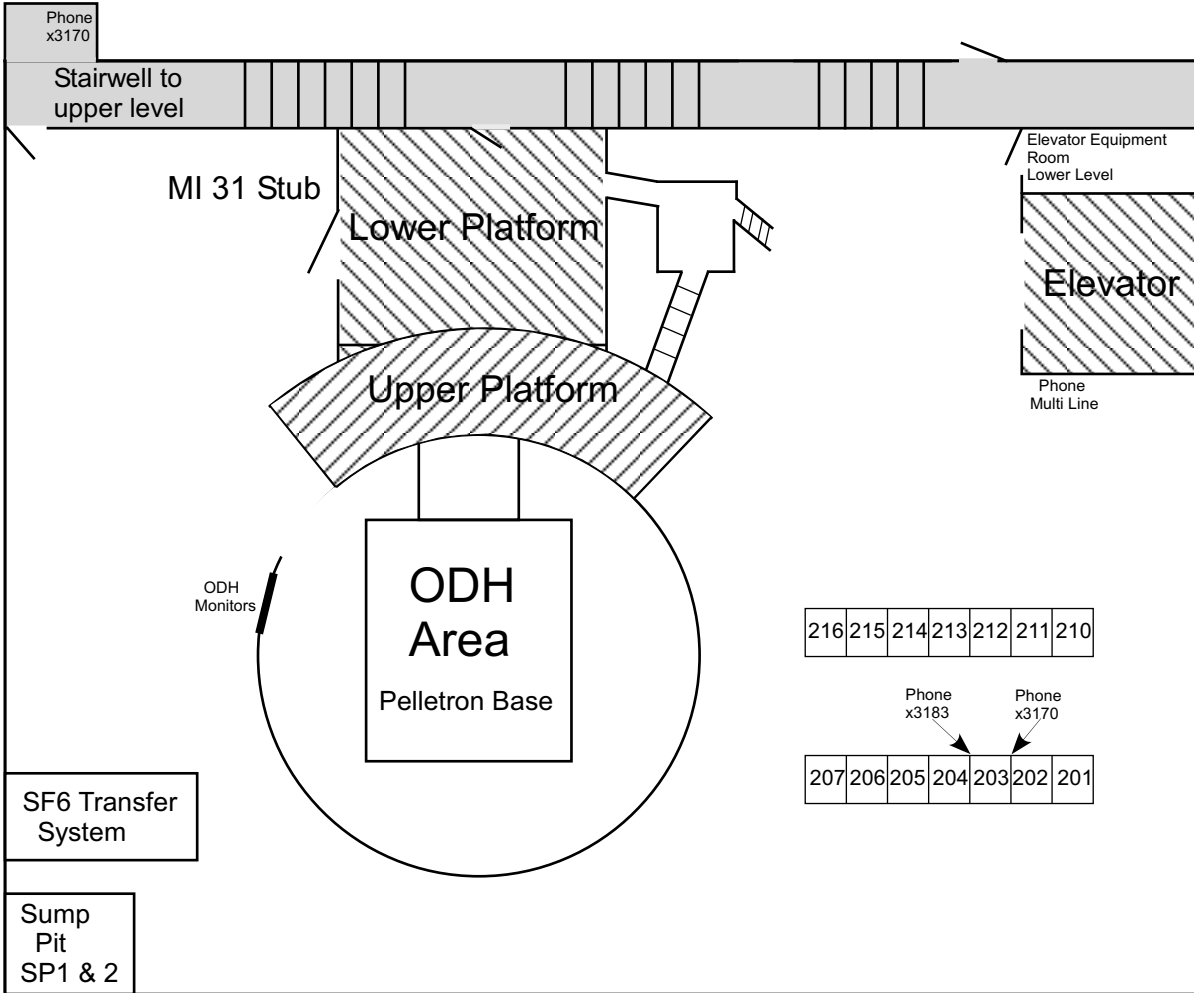 Phone
x3170
Stairwell to
upper level
Elevator Equipment
Room
Lower Level
MI 31 Stub
Lower Platform
Elevator
Upper Platform
Phone
Multi Line
ODH
Monitors
ODH
Area
Pelletron Base
216 215 214 213 212 211 210
Phone
x3183
Phone
x3170
207 206 205 204 203 202 201
SF6 Transfer
System
Sump
Pit
SP1 & 2